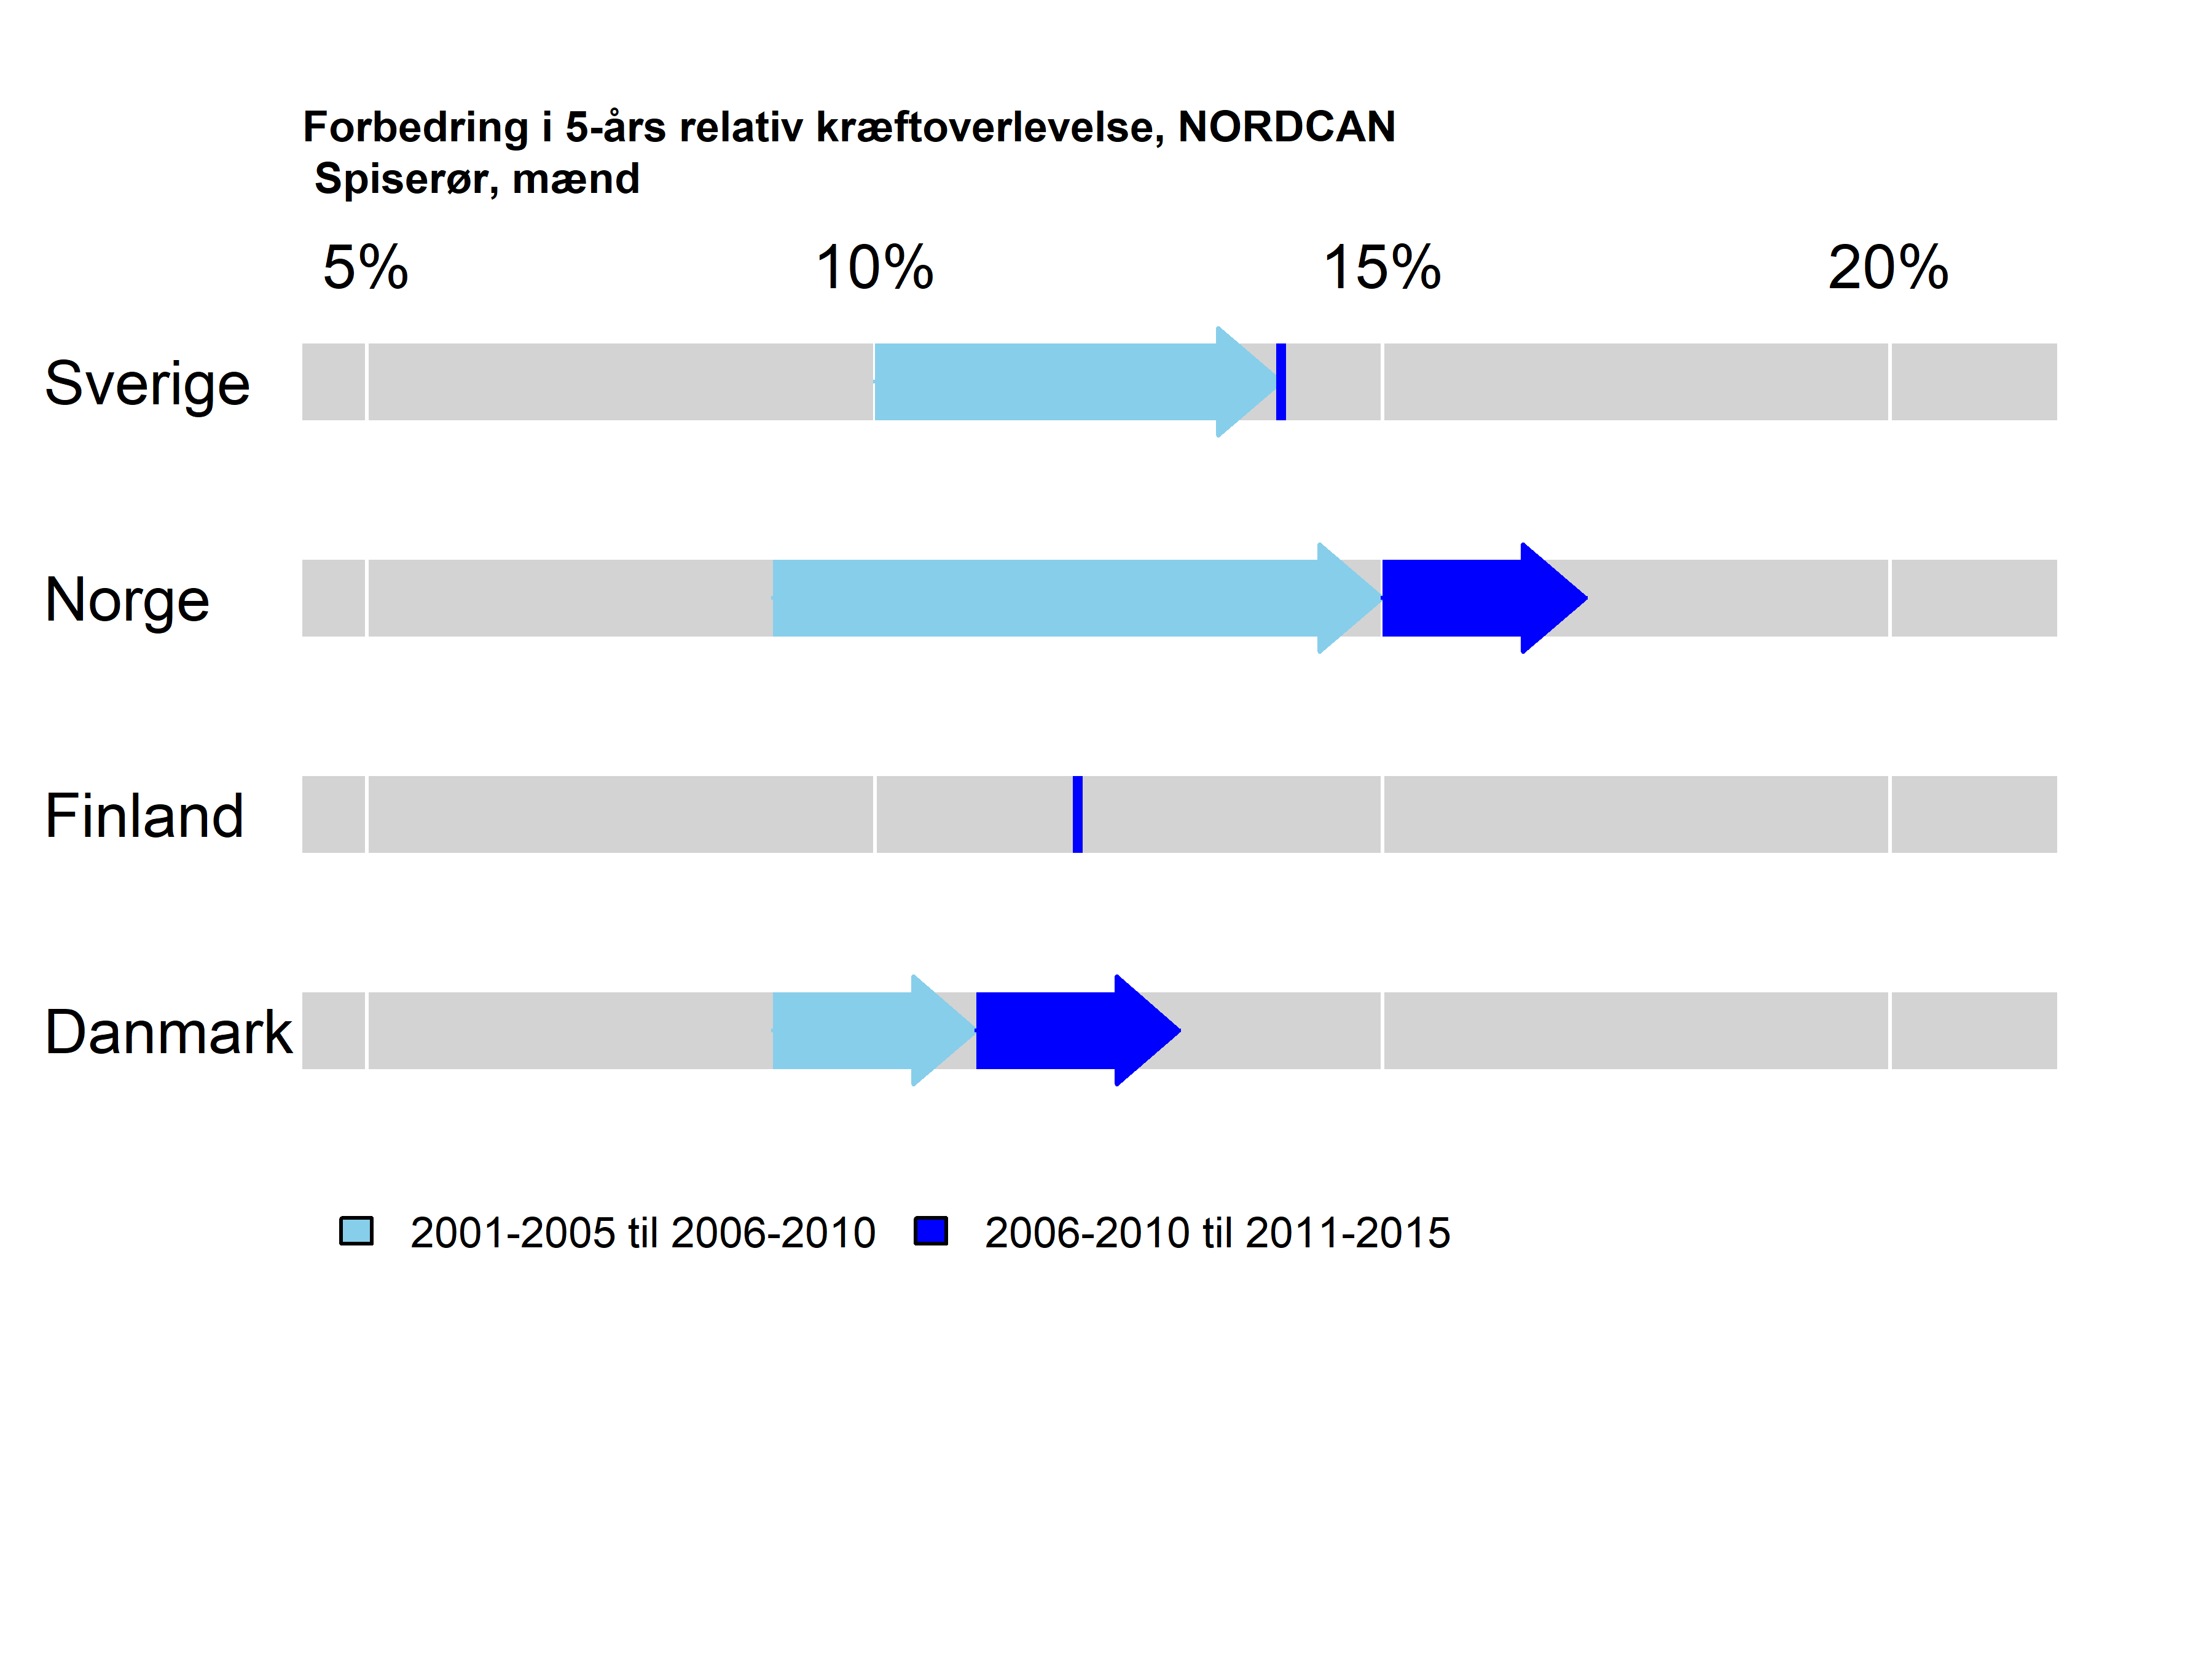 Forbedring i 5-års relativ kræftoverlevelse, NORDCAN
Spiserør, mænd
5% 10% 15% 20%
Sverige
Norge
Finland
Danmark
2001-2005 til 2006-2010 2006-2010 til 2011-2015